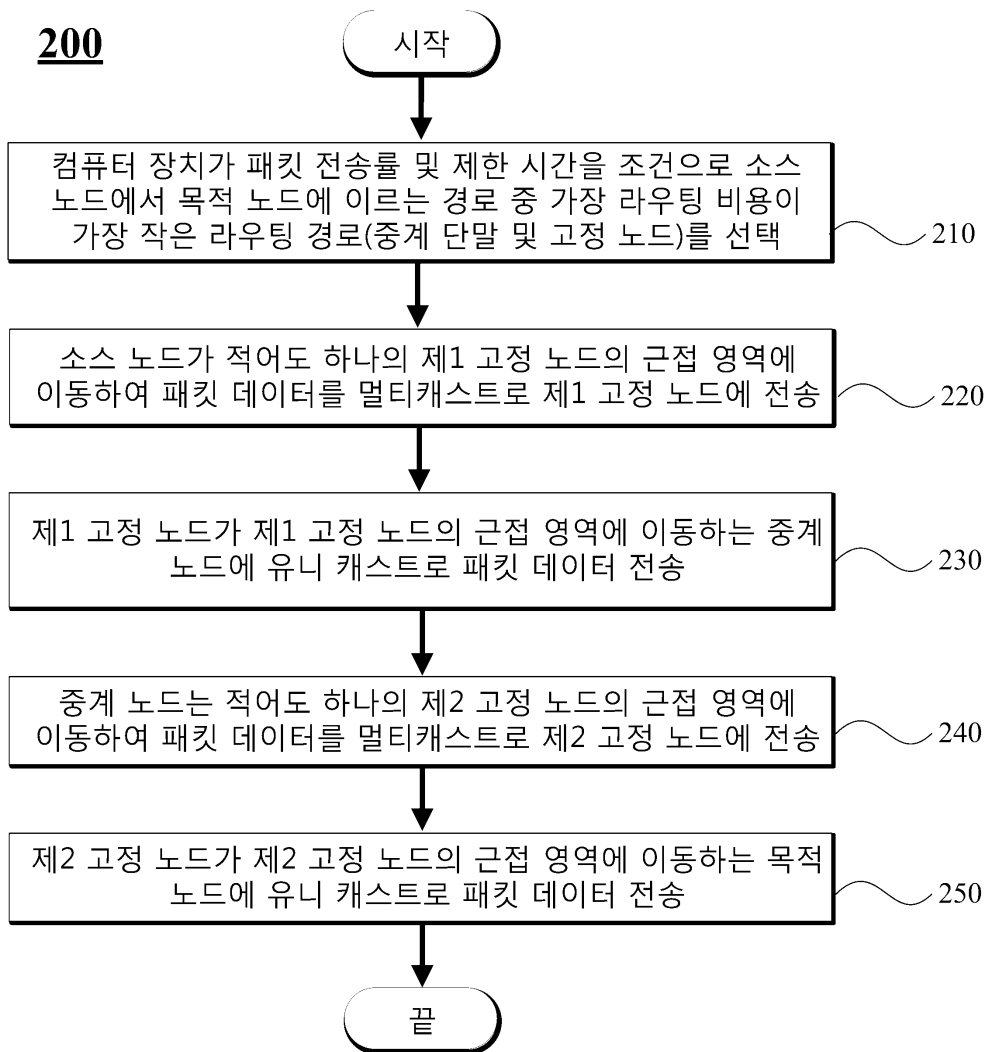 200
시작
컴퓨터 장치가 패킷 전송률 및 제한 시간을 조건으로 소스
노드에서 목적 노드에 이르는 경로 중 가장 라우팅 비용이
가장 작은 라우팅 경로(중계 단말 및 고정 노드)를 선택
210
소스 노드가 적어도 하나의 제1 고정 노드의 근접 영역에
이동하여 패킷 데이터를 멀티캐스트로 제1 고정 노드에 전송
220
제1 고정 노드가 제1 고정 노드의 근접 영역에 이동하는 중계
노드에 유니 캐스트로 패킷 데이터 전송
230
중계 노드는 적어도 하나의 제2 고정 노드의 근접 영역에
이동하여 패킷 데이터를 멀티캐스트로 제2 고정 노드에 전송
240
제2 고정 노드가 제2 고정 노드의 근접 영역에 이동하는 목적
노드에 유니 캐스트로 패킷 데이터 전송
250
끝